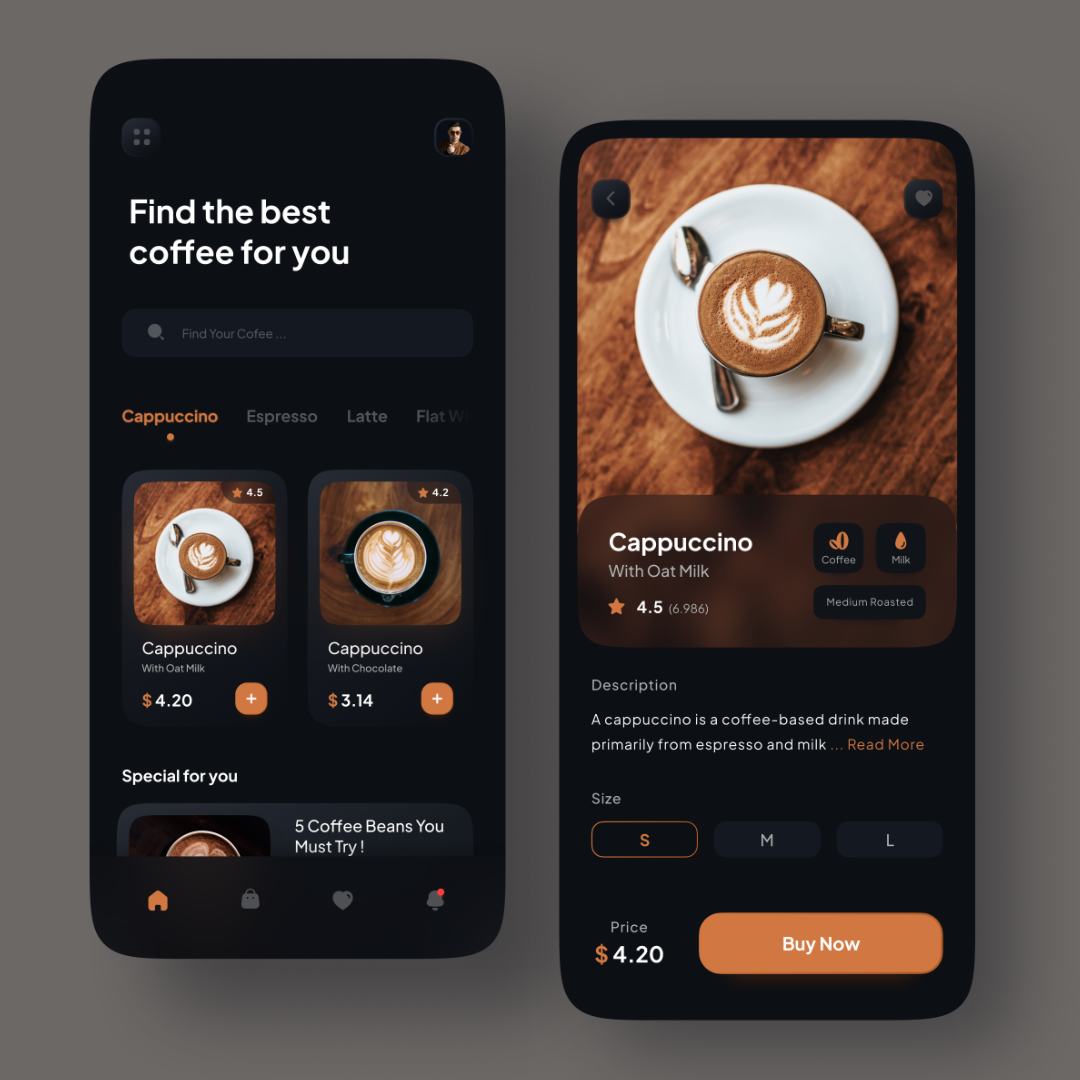 Find the best
coffee for you
Find Your Cofee ...
Cappuccino Espresso Latte Flat W
4.5
4.2
Cappuccino
With Oat Milk
$ 4.20
+
Cappuccino
With Chocolate
$ 3.14
+
Special for you
5 Coffee Beans You
Must Try !
Cappuccino
With Oat Milk
4.5 (6.986)
Coffee
Milk
Medium Roasted
Description
A cappuccino is a coffee-based drink made
primarily from espresso and milk ... Read More
Size
S M L
Price
$ 4.20
Buy Now